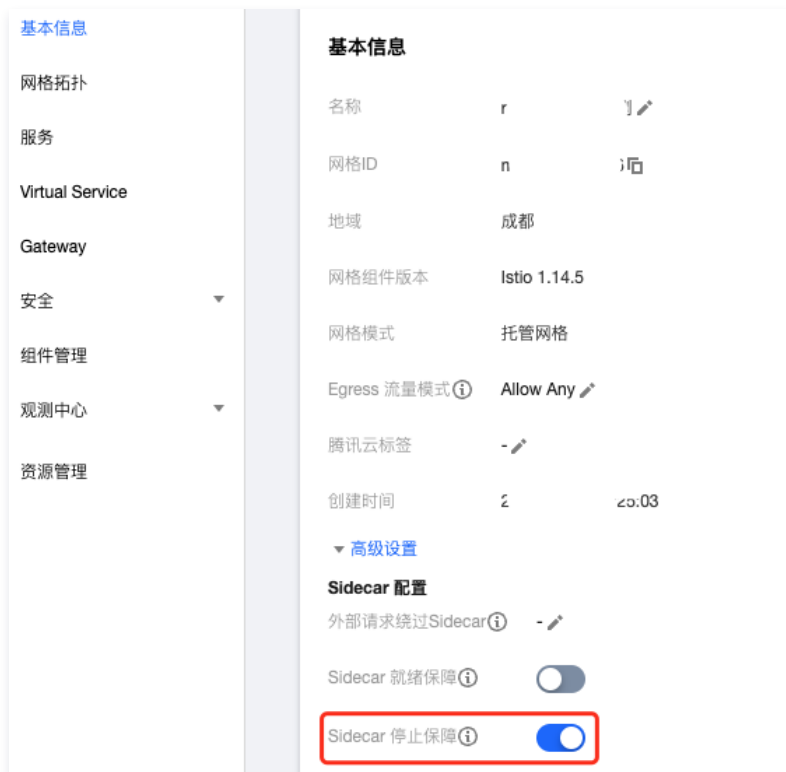 基本信息
网格拓扑
服务
Virtual Service
Gateway
安全
组件管理
观测中心
资源管理
基本信息
名称 r
网格ID n
地域 成都
网格组件版本 Istio 1.14.5
网格模式 托管网格
Egress 流量模式 Allow Any
腾讯云标签 -
创建时间 2 25:03
高级设置
Sidecar 配置
外部请求绕过Sidecar -
Sidecar 就绪保障
Sidecar 停止保障